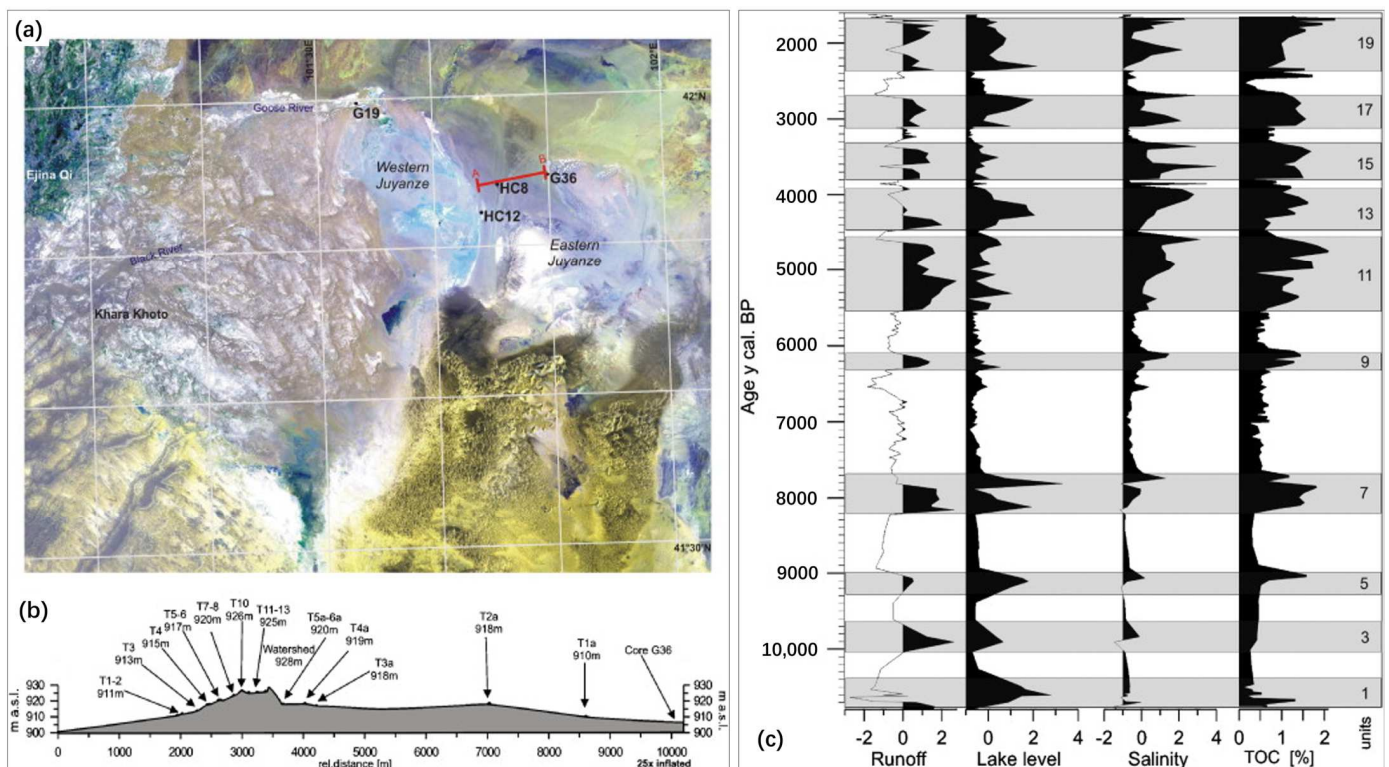 (a)
101°30'E
102°E
Goose River
G19
42°N
Ejina Qi
Western
Juyanze
A
B
HC8
G36
HC12
Eastern
Juyanze
Black River
Khara Khoto
41°30'N
(b)
T1-2
911m
T3
913m
T4
915m
T5-6
917m
T7-8
920m
T10
926m
T11-13
925m
Watershed
928m
T5a-6a
920m
T4a
919m
T3a
918m
T2a
918m
T1a
910m
Core G36
930
920
910
900
m a.s.l.
930
920
910
900
m a.s.l.
0 1000 2000 3000 4000 5000 6000 7000 8000 9000 10000
rel.distance [m]
25x inflated
Age y cal. BP
2000
3000
4000
5000
6000
7000
8000
9000
10,000
19
17
15
13
11
9
7
5
3
1
units
-2 0 2
Runoff
0 2 4
Lake level
-2 0 2 4
Salinity
0 1 2
TOC [%]
(c)